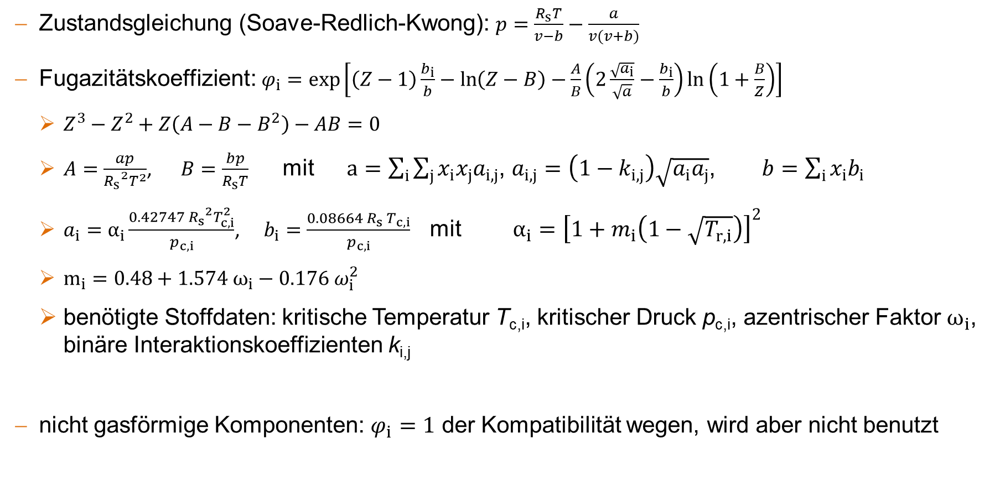 – Zustandsgleichung (Soave-Redlich-Kwong): $p = \frac{R_\mathrm{s}T}{v-b} - \frac{a}{v(v+b)}$
– Fugazitätskoeffizient: $\varphi_\mathrm{i} = \exp\left[(Z-1)\frac{b_\mathrm{i}}{b} - \ln(Z-B) - \frac{A}{B}\left(2\frac{\sqrt{a_\mathrm{i}}}{\sqrt{a}} - \frac{b_\mathrm{i}}{b}\right)\ln\left(1+\frac{B}{Z}\right)\right]$
➢ $Z^3 - Z^2 + Z(A - B - B^2) - AB = 0$
➢ $A = \frac{ap}{{R_\mathrm{s}}^2T^2}, \quad B = \frac{bp}{R_\mathrm{s}T}$ mit $\mathrm{a} = \sum_\mathrm{i}\sum_\mathrm{j} x_\mathrm{i}x_\mathrm{j}a_\mathrm{i,j}, \ a_\mathrm{i,j} = (1 - k_\mathrm{i,j})\sqrt{a_\mathrm{i}a_\mathrm{j}}, \quad b = \sum_\mathrm{i} x_\mathrm{i}b_\mathrm{i}$
➢ $a_\mathrm{i} = \alpha_\mathrm{i}\frac{0.42747\,{R_\mathrm{s}}^2T_\mathrm{c,i}^2}{p_\mathrm{c,i}}, \quad b_\mathrm{i} = \frac{0.08664\,R_\mathrm{s}\,T_\mathrm{c,i}}{p_\mathrm{c,i}}$ mit $\alpha_\mathrm{i} = \left[1 + m_\mathrm{i}(1 - \sqrt{T_\mathrm{r,i}})\right]^2$
➢ $\mathrm{m_i} = 0.48 + 1.574\,\omega_\mathrm{i} - 0.176\,\omega_\mathrm{i}^2$
➢ benötigte Stoffdaten: kritische Temperatur $T_\mathrm{c,i}$, kritischer Druck $p_\mathrm{c,i}$, azentrischer Faktor $\omega_\mathrm{i}$,
binäre Interaktionskoeffizienten $k_\mathrm{i,j}$
– nicht gasförmige Komponenten: $\varphi_\mathrm{i} = 1$ der Kompatibilität wegen, wird aber nicht benutzt